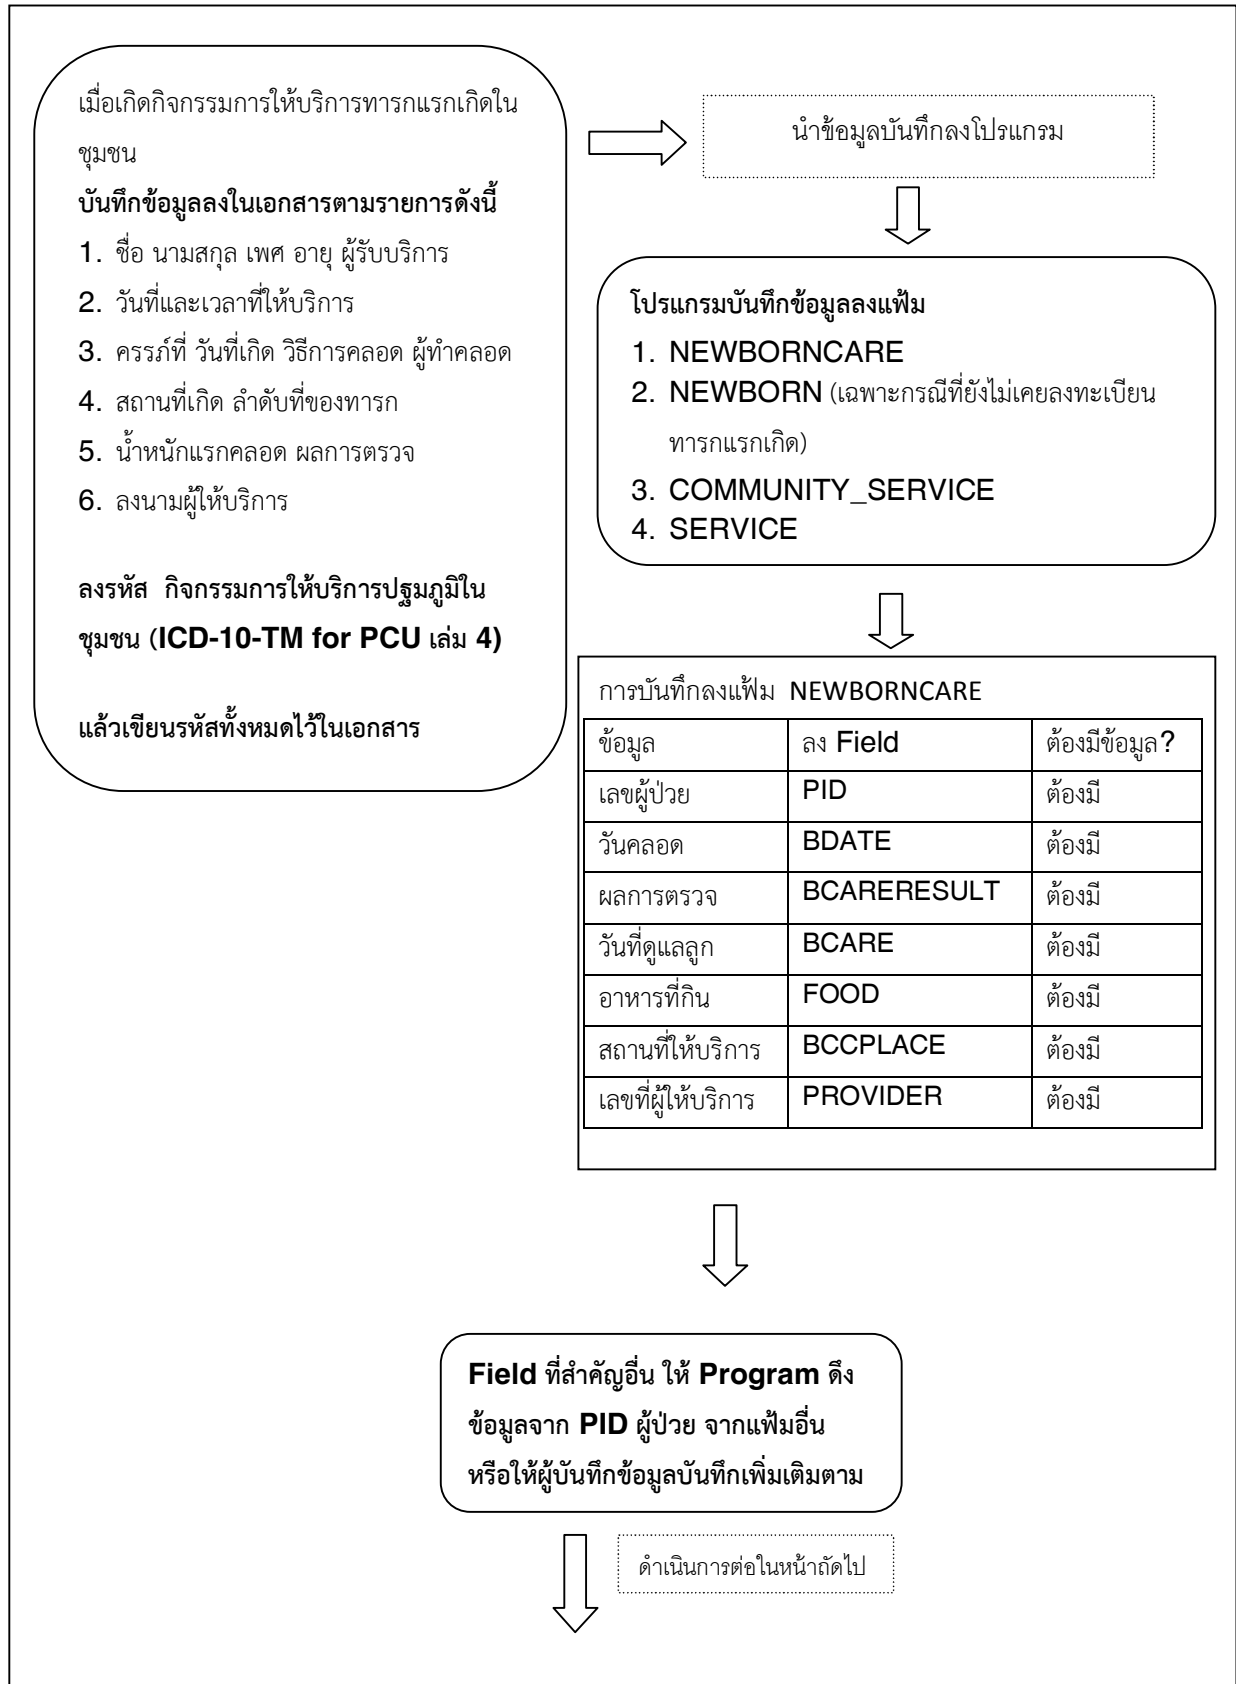 เมื่อเกิดกิจกรรมการให้บริการทารกแรกเกิดใน
ชุมชน
บันทึกข้อมูลลงในเอกสารตามรายการดังนี้
1. ชื่อ นามสกุล เพศ อายุ ผู้รับบริการ
2. วันที่และเวลาที่ให้บริการ
3. ครรภ์ที่ วันที่เกิด วิธีการคลอด ผู้ทำคลอด
4. สถานที่เกิด ลำดับที่ของทารก
5. น้ำหนักแรกคลอด ผลการตรวจ
6. ลงนามผู้ให้บริการ
ลงรหัส กิจกรรมการให้บริการปฐมภูมิใน
ชุมชน (ICD-10-TM for PCU เล่ม 4)
แล้วเขียนรหัสทั้งหมดไว้ในเอกสาร
นำข้อมูลบันทึกลงโปรแกรม
โปรแกรมบันทึกข้อมูลลงแฟ้ม
1. NEWBORNCARE
2. NEWBORN (เฉพาะกรณีที่ยังไม่เคยลงทะเบียน
ทารกแรกเกิด)
3. COMMUNITY_SERVICE
4. SERVICE
การบันทึกลงแฟ้ม NEWBORNCARE
ข้อมูล ลง Field ต้องมีข้อมูล?
เลขผู้ป่วย PID ต้องมี
วันคลอด BDATE ต้องมี
ผลการตรวจ BCARERESULT ต้องมี
วันที่ดูแลลูก BCARE ต้องมี
อาหารที่กิน FOOD ต้องมี
สถานที่ให้บริการ BCCPLACE ต้องมี
เลขที่ผู้ให้บริการ PROVIDER ต้องมี
Field ที่สำคัญอื่น ให้ Program ดึง
ข้อมูลจาก PID ผู้ป่วย จากแฟ้มอื่น
หรือให้ผู้บันทึกข้อมูลบันทึกเพิ่มเติมตาม
ดำเนินการต่อในหน้าถัดไป